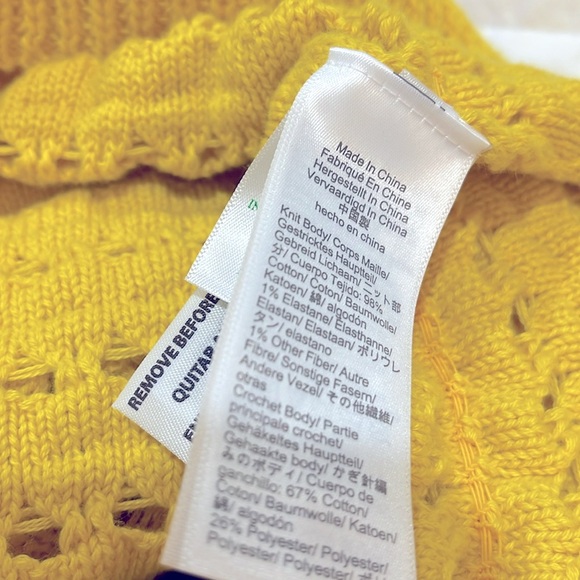 Made In China
Fabriqué En Chine
Hergestellt In China
Vervaardigd In China
中国製
hecho en china
Knit Body/ Corps Maille/
Gestricktes Hauptteil/
Gebreid Lichaam/ ニット部
分/ Cuerpo Tejido: 98%
Cotton/ Coton/ Baumwolle/
Katoen/ 綿/ algodón
1% Elastane/ Elasthanne/
Elastan/ Elastaan/ ポリウレ
タン/ elastano
1% Other Fiber/ Autre
Fibre/ Sonstige Fasern/
Andere Vezel/ その他繊維/
otras
Crochet Body/ Partie
principale crochet/
Gehäkeltes Hauptteil/
Gehaakte body/ かぎ針編
みのボディ/ Cuerpo de
ganchillo: 67% Cotton/
Coton/ Baumwolle/ Katoen/
綿/ algodón
26% Polyester/ Polyester/
Polyester/ Polyester/
REMOVE BEFORE
QUITAR